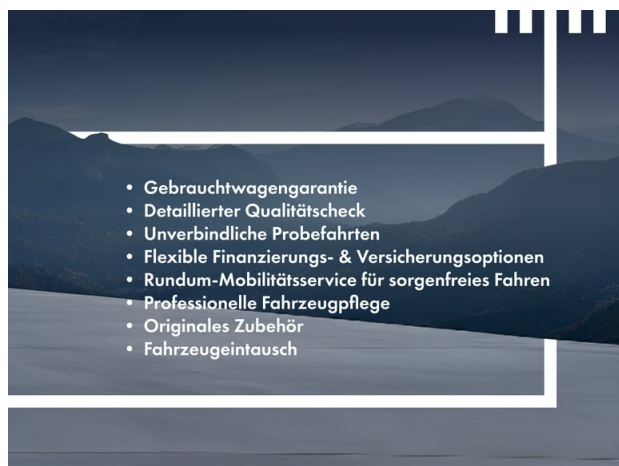 • Gebrauchtwagengarantie
• Detaillierter Qualitätscheck
• Unverbindliche Probefahrten
• Flexible Finanzierungs- & Versicherungsoptionen
• Rundum-Mobilitätsservice für sorgenfreies Fahren
• Professionelle Fahrzeugpflege
• Originales Zubehör
• Fahrzeugeintausch